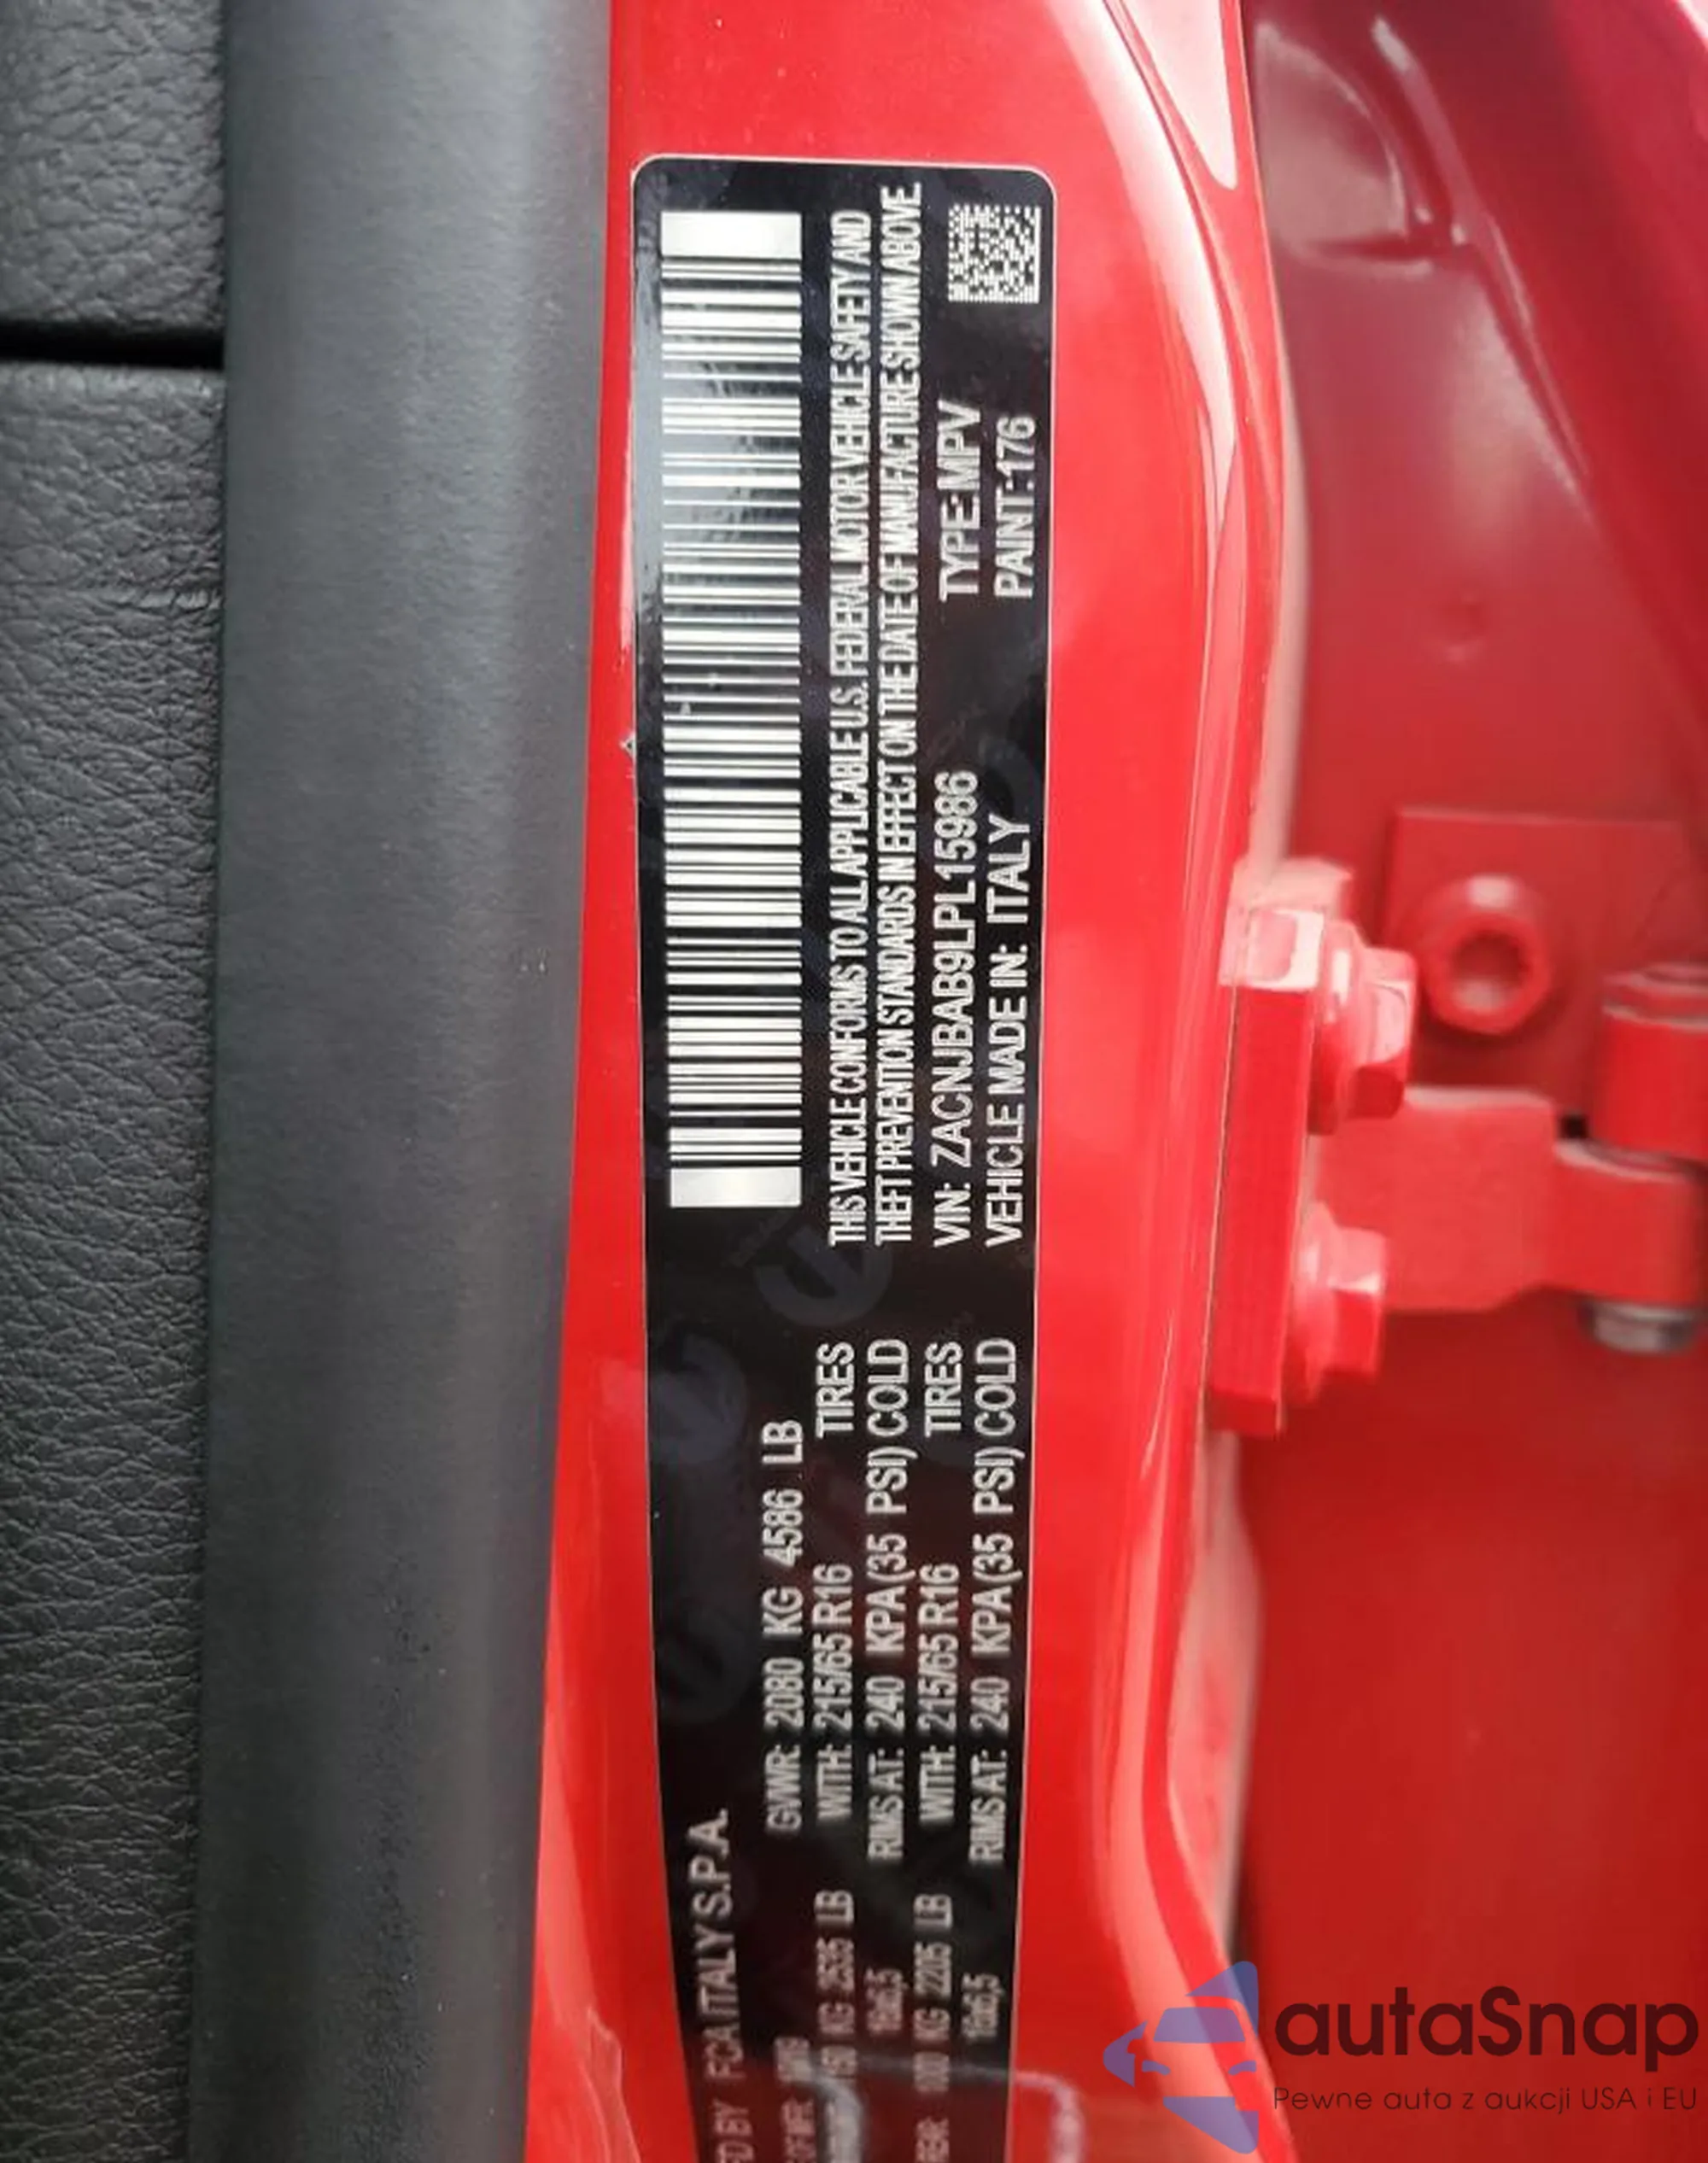 FCA ITALY S.P.A.
GVWR: 2080 KG 4586 LB
KG 2535 LB WITH: 215/65 R16 TIRES
RIMS AT: 240 KPA(35 PSI) COLD
KG 2205 LB WITH: 215/65 R16 TIRES
RIMS AT: 240 KPA(35 PSI) COLD
THIS VEHICLE CONFORMS TO ALL APPLICABLE U.S. FEDERAL MOTOR VEHICLE SAFETY AND
THEFT PREVENTION STANDARDS IN EFFECT ON THE DATE OF MANUFACTURE SHOWN ABOVE.
VIN: ZACNJBAB9LPL15986 TYPE: MPV
VEHICLE MADE IN: ITALY PAINT: 176
autaSnap
Pewne auta z aukcji USA i EU